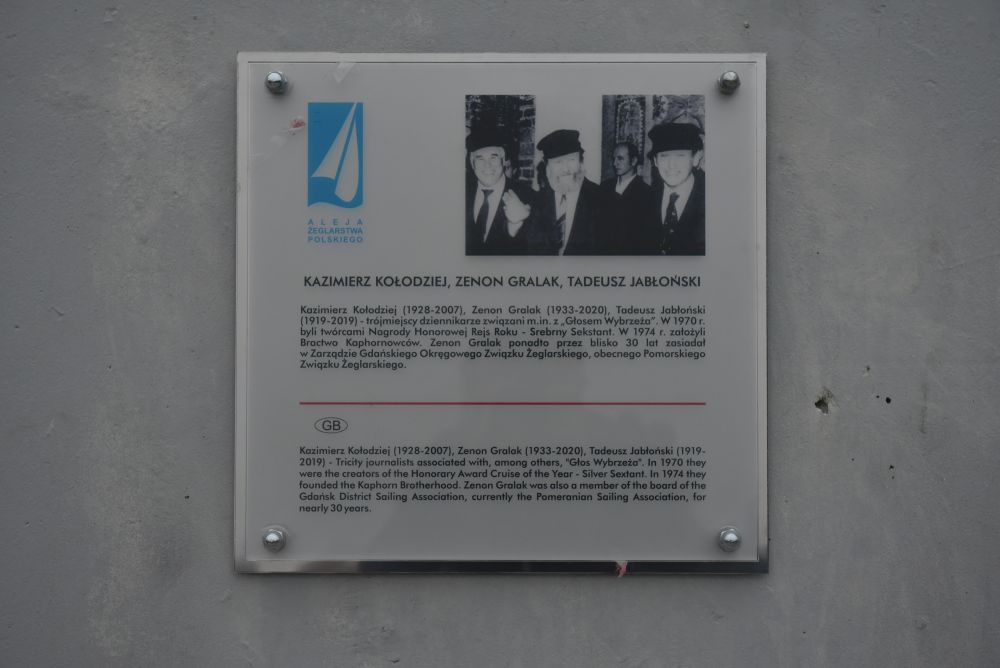 ALEJA
ŻEGLARSTWA
POLSKIEGO
KAZIMIERZ KOŁODZIEJ, ZENON GRALAK, TADEUSZ JABŁOŃSKI
Kazimierz Kołodziej (1928-2007), Zenon Gralak (1933-2020), Tadeusz Jabłoński
(1919-2019) - trójmiejscy dziennikarze związani m.in. z „Głosem Wybrzeża". W 1970 r.
byli twórcami Nagrody Honorowej Rejs Roku - Srebrny Sekstant. W 1974 r. założyli
Bractwo Kaphornowców. Zenon Gralak ponadto przez blisko 30 lat zasiadał
w Zarządzie Gdańskiego Okręgowego Związku Żeglarskiego, obecnego Pomorskiego
Związku Żeglarskiego.
GB
Kazimierz Kołodziej (1928-2007), Zenon Gralak (1933-2020), Tadeusz Jabłoński (1919-
2019) - Tricity journalists associated with, among others, "Głos Wybrzeża". In 1970 they
were the creators of the Honorary Award Cruise of the Year - Silver Sextant. In 1974 they
founded the Kaphorn Brotherhood. Zenon Gralak was also a member of the board of the
Gdańsk District Sailing Association, currently the Pomeranian Sailing Association, for
nearly 30 years.